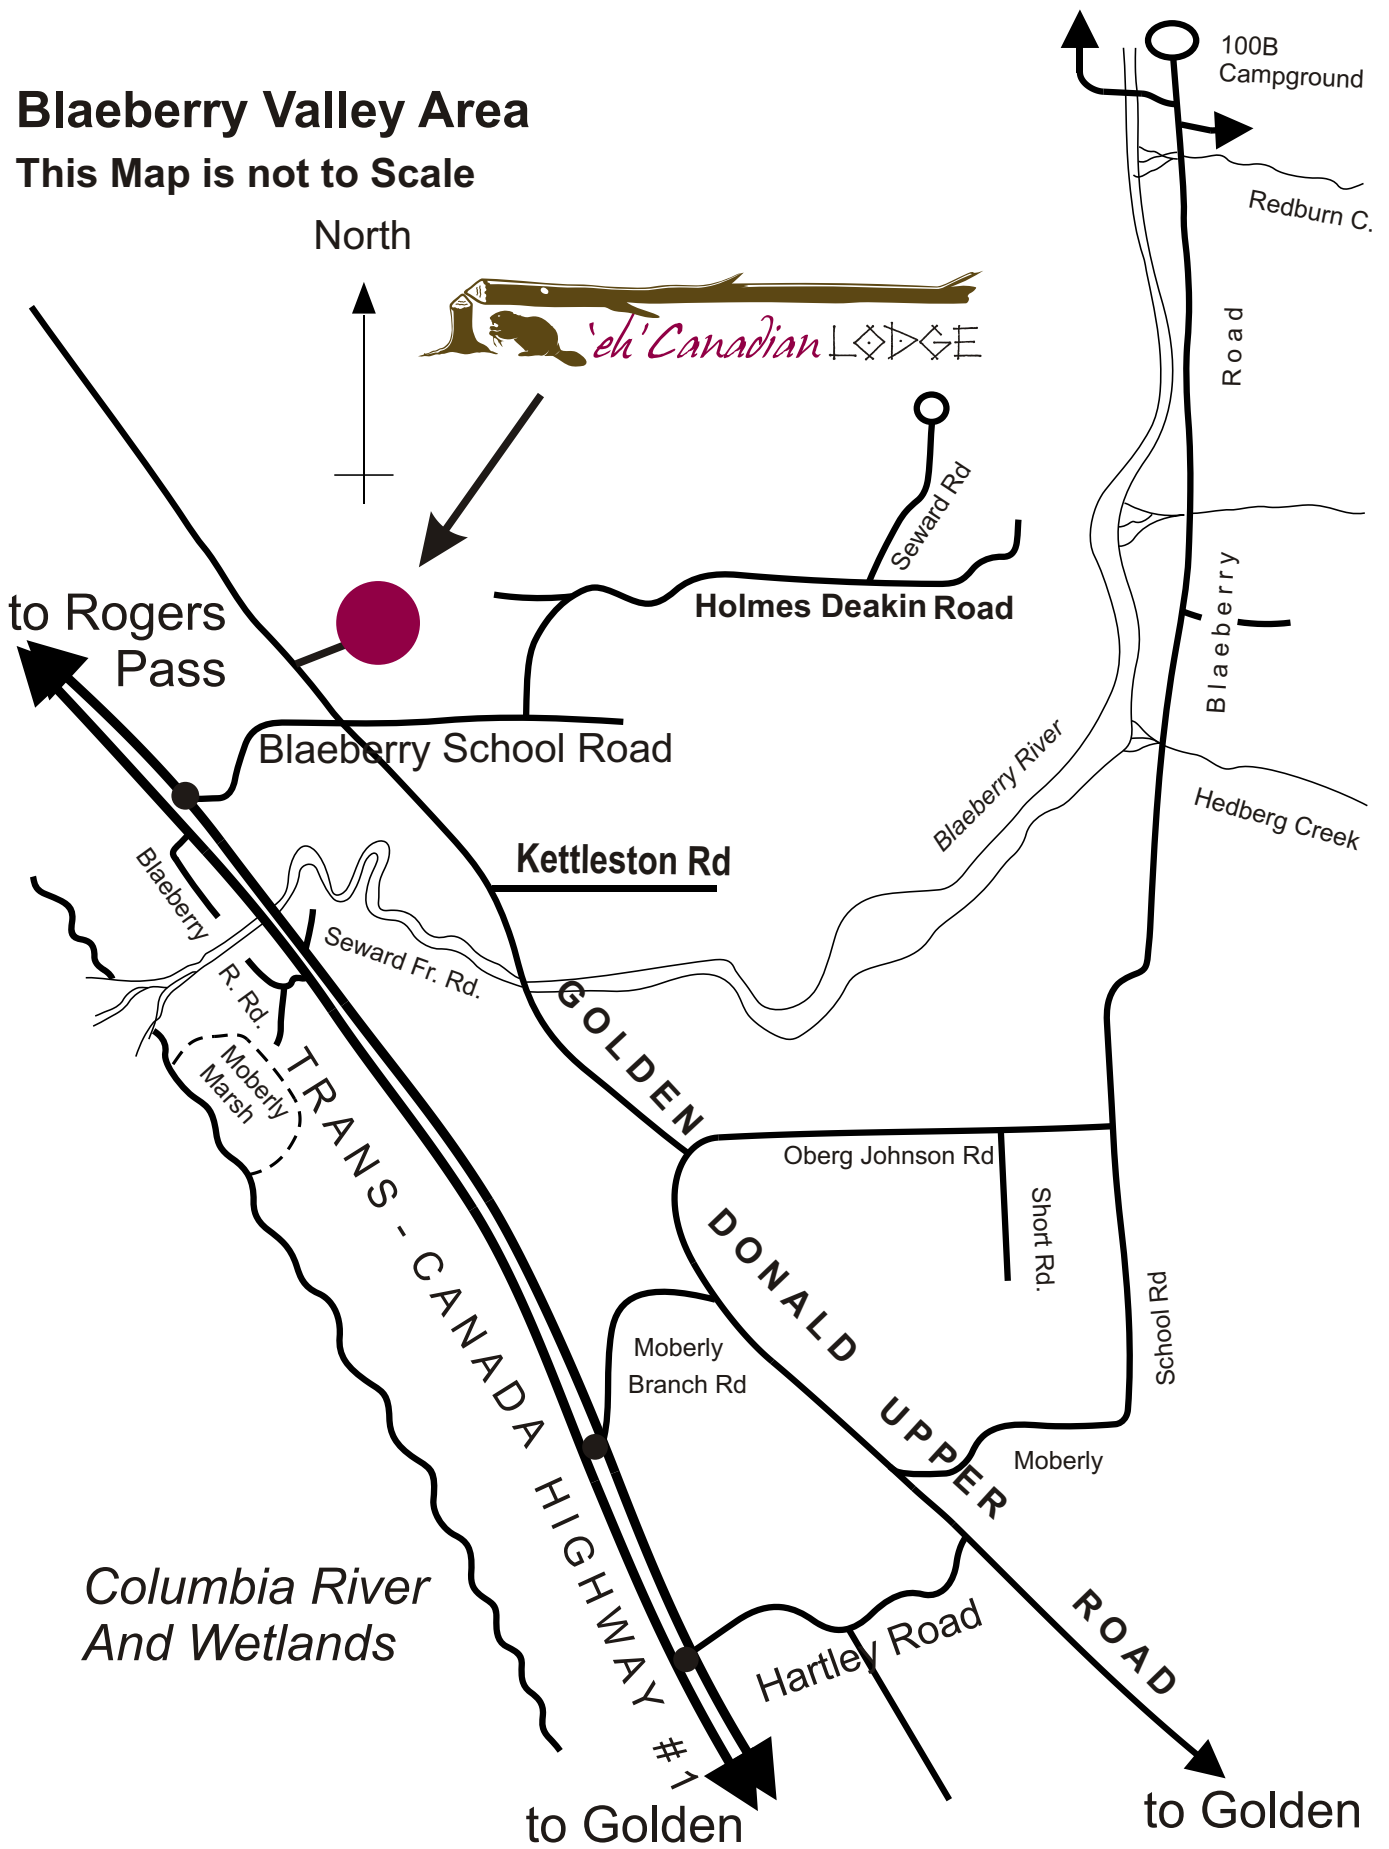 100B
Campground
Blaeberry Valley Area
This Map is not to Scale
Redburn C.
North
'eh' Canadian LODGE
Road
Seward Rd
Holmes Deakin Road
to Rogers
Pass
Blaeberry
Blaeberry School Road
Blaeberry River
Hedberg Creek
Kettleston Rd
Blaeberry
R. Rd.
Seward Fr. Rd.
GOLDEN
Moberly
Marsh
TRANS - CANADA HIGHWAY #1
Oberg Johnson Rd
Short Rd.
DONALD UPPER
School Rd
Moberly
Branch Rd
Moberly
Columbia River
And Wetlands
Hartley Road
ROAD
to Golden
to Golden